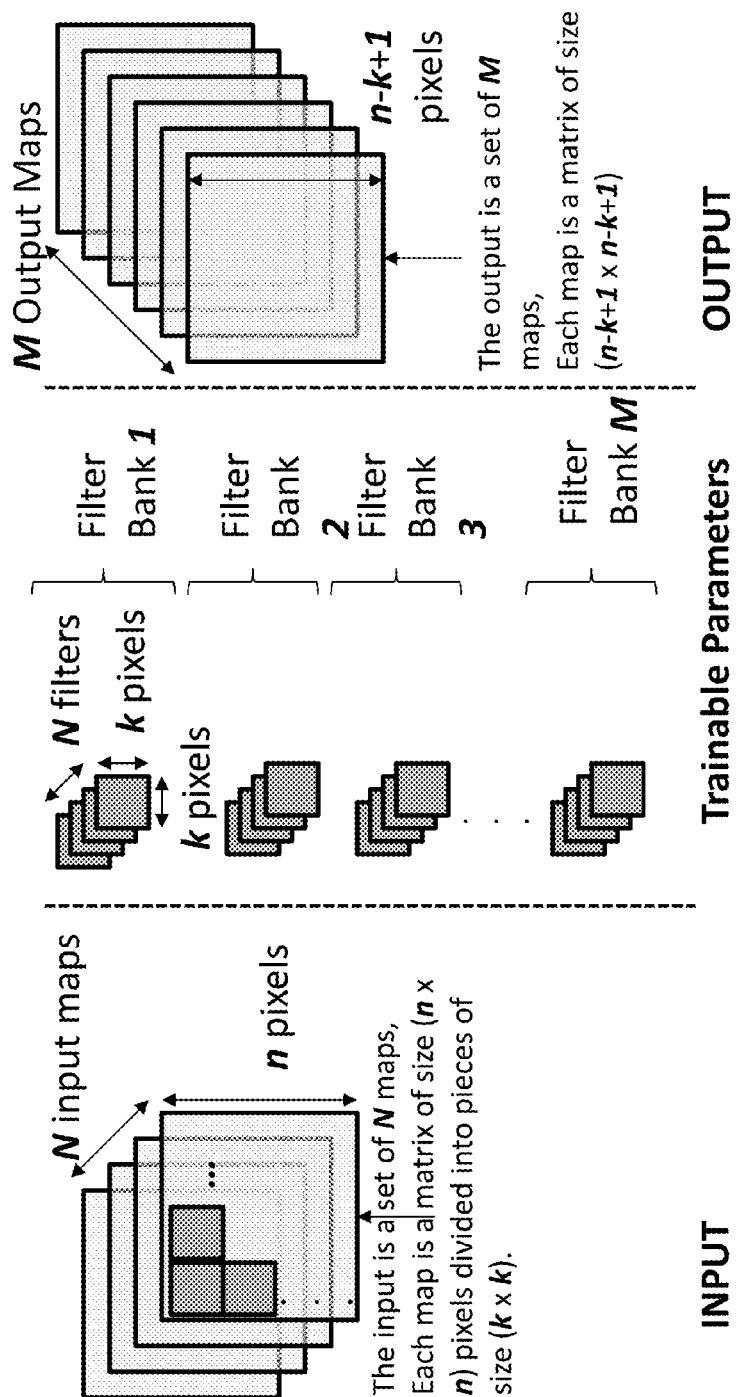 N input maps
n pixels
The input is a set of N maps,
Each map is a matrix of size (n x
n) pixels divided into pieces of
size (k x k).
INPUT
N filters
k pixels
k pixels
Filter
Bank 1
Filter
Bank
2
Filter
Bank
3
Filter
Bank M
Trainable Parameters
M Output Maps
n-k+1
pixels
The output is a set of M
maps,
Each map is a matrix of size
(n-k+1 x n-k+1)
OUTPUT